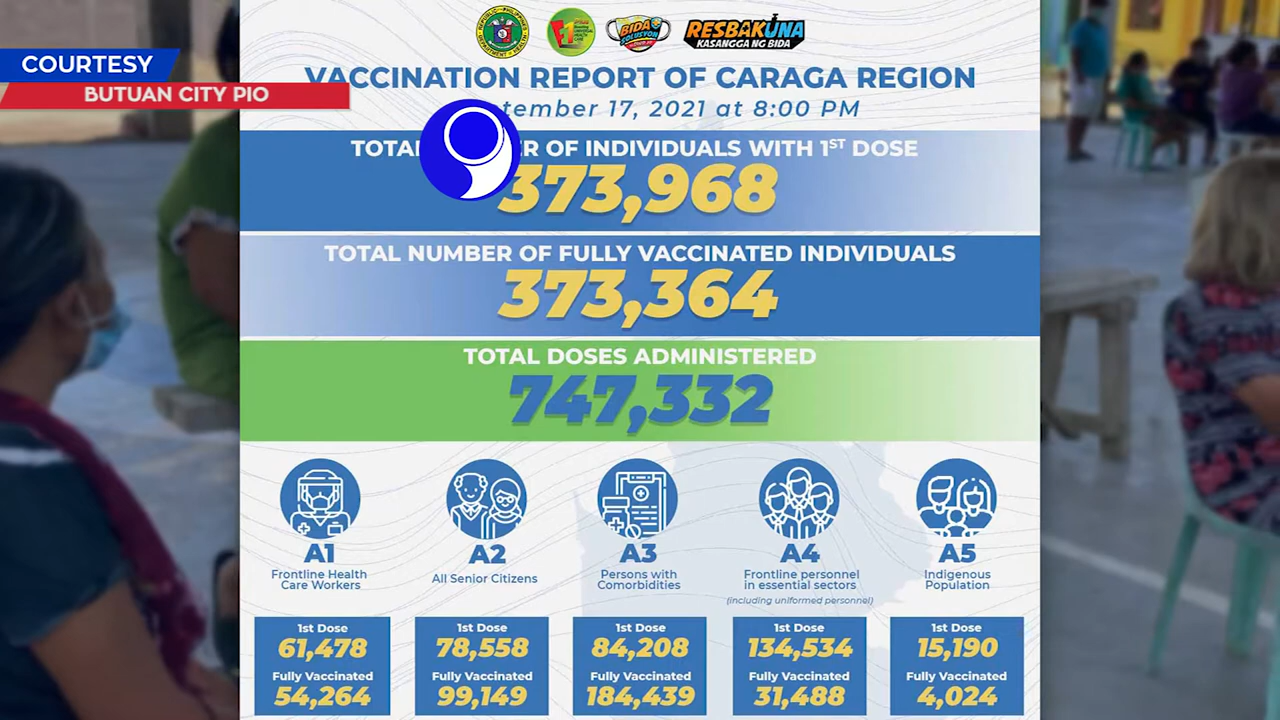 COURTESY
BUTUAN CITY PIO
RESBAKUNA
KASANGGA NG BIDA
BIDA
SOLUSYON
VACCINATION REPORT OF CARAGA REGION
17, 2021 at 8:00 PM
OF INDIVIDUALS WITH 1ST DOSE
373,968
TOTAL NUMBER OF FULLY VACCINATED INDIVIDUALS
373,364
TOTAL DOSES ADMINISTERED
747,332
A1
Frontline Health
Care Workers
A2
All Senior Citizens
A3
Persons with
Comorbidities
A4
Frontline personnel
in essential sectors
(including uniformed personnel)
A5
Indigenous
Population
1st Dose
61,478
Fully Vaccinated
54,264
1st Dose
78,558
Fully Vaccinated
99,149
1st Dose
84,208
Fully Vaccinated
184,439
1st Dose
134,534
Fully Vaccinated
31,488
1st Dose
15,190
Fully Vaccinated
4,024